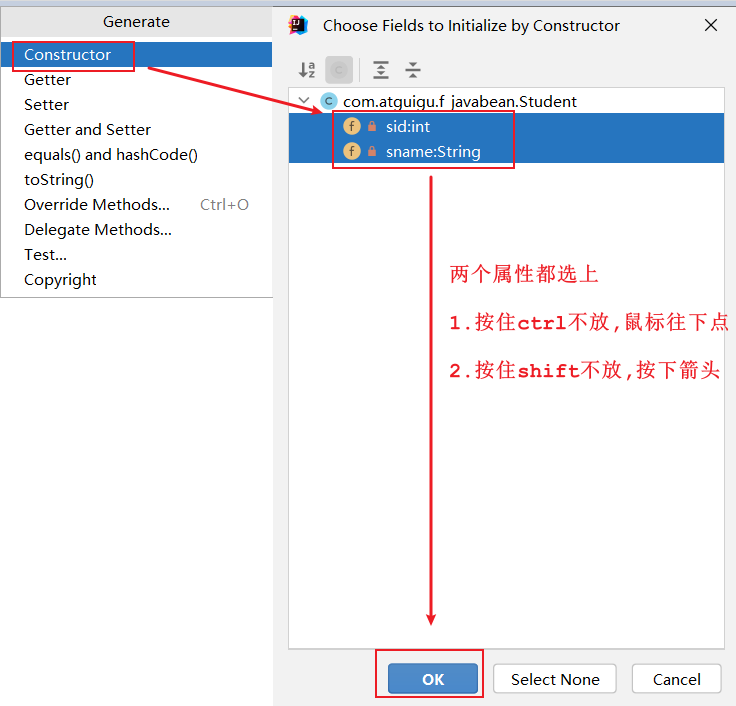 Generate
Constructor
Getter
Setter
Getter and Setter
equals() and hashCode()
toString()
Override Methods... Ctrl+O
Delegate Methods...
Test...
Copyright
Choose Fields to Initialize by Constructor
com.atguigu.f_javabean.Student
sid:int
sname:String
两个属性都选上
1.按住ctrl不放,鼠标往下点
2.按住shift不放,按下箭头
OK
Select None
Cancel